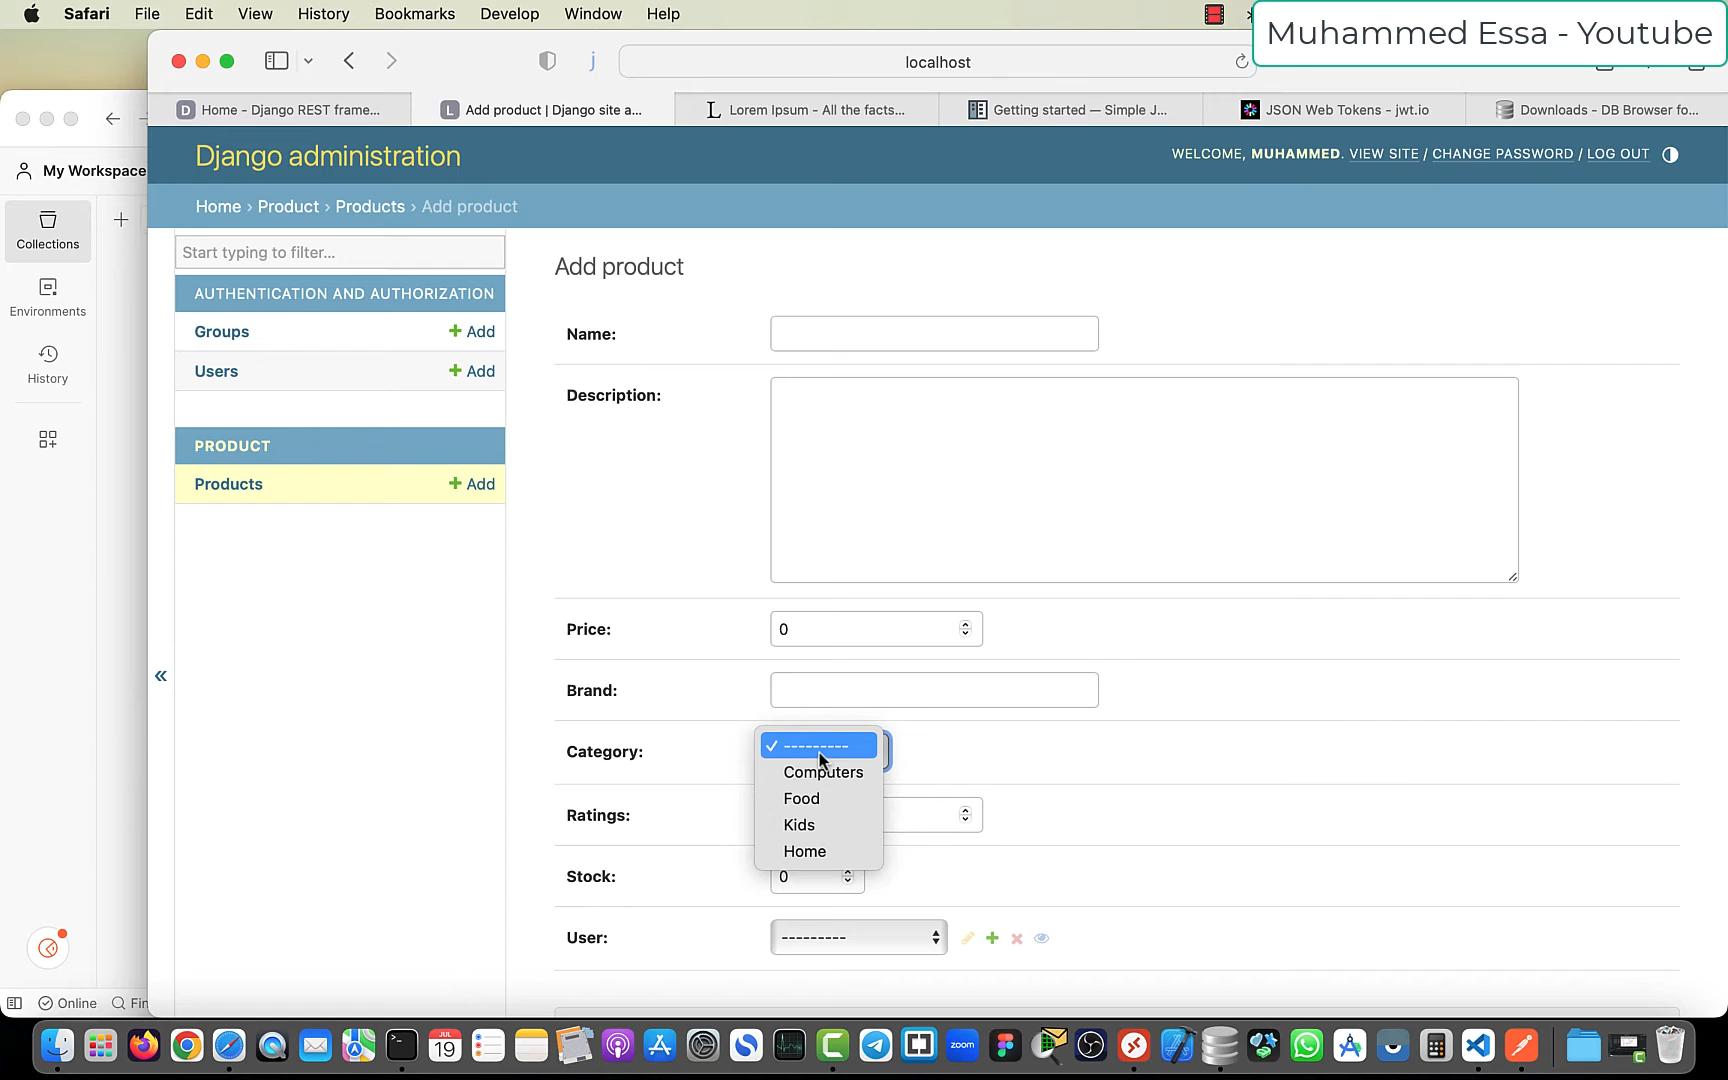 Safari File Edit View History Bookmarks Develop Window Help
Muhammed Essa - Youtube
localhost
Home - Django REST frame...
Add product | Django site a...
Lorem Ipsum - All the facts...
Getting started — Simple J...
JSON Web Tokens - jwt.io
Downloads - DB Browser fo...
My Workspace
Collections
Environments
History
Online
Fin
Django administration
WELCOME, MUHAMMED. VIEW SITE / CHANGE PASSWORD / LOG OUT
Home › Product › Products › Add product
Start typing to filter...
AUTHENTICATION AND AUTHORIZATION
Groups + Add
Users + Add
PRODUCT
Products + Add
«
Add product
Name:
Description:
Price: 0
Brand:
Category:
✓ ---------
Computers
Food
Kids
Home
Ratings:
Stock: 0
User: ---------
JUL
19
zoom